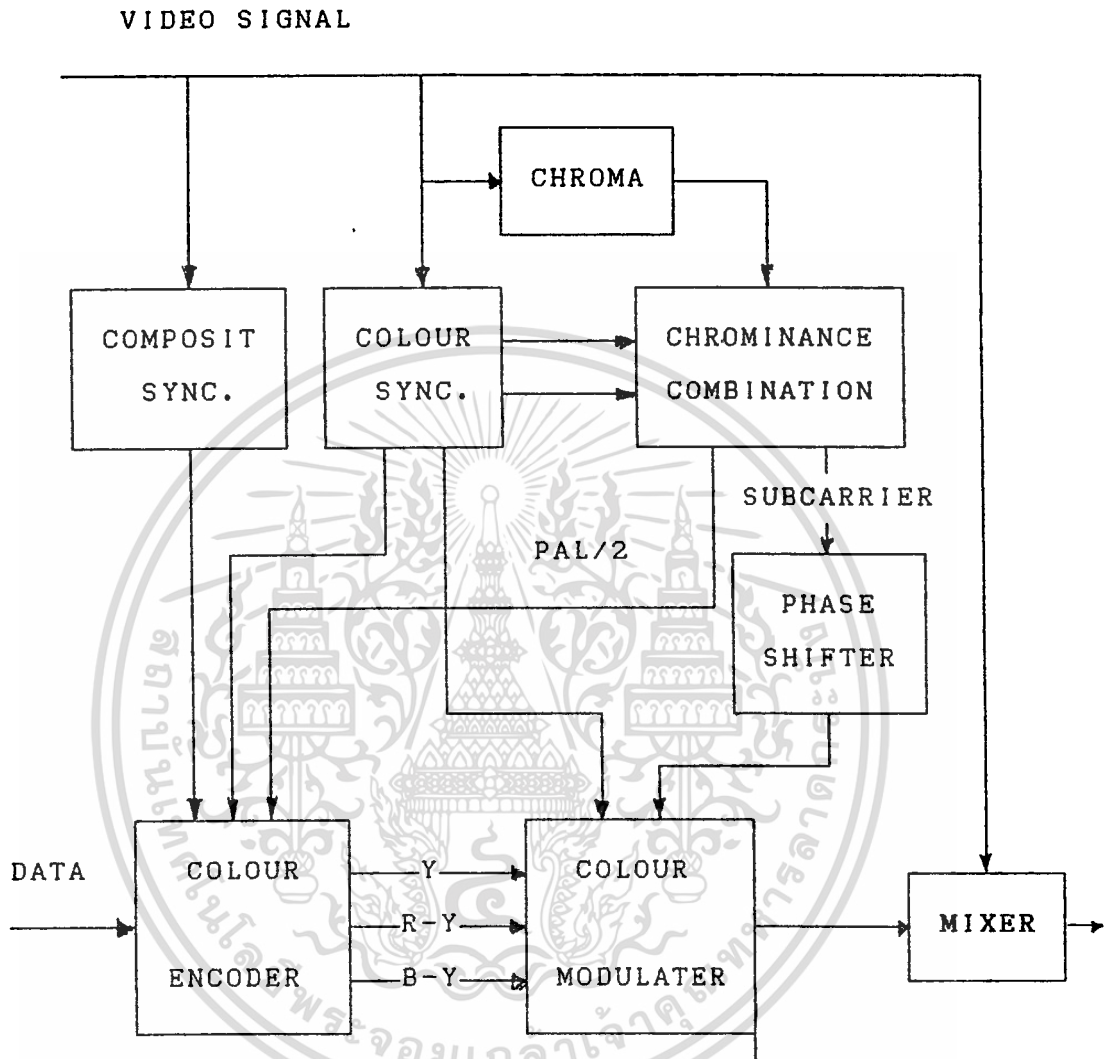 VIDEO SIGNAL
CHROMA
COMPOSIT
SYNC.
COLOUR
SYNC.
CHROMINANCE
COMBINATION
SUBCARRIER
PAL/2
PHASE
SHIFTER
DATA
COLOUR
ENCODER
Y
R-Y
B-Y
COLOUR
MODULATER
MIXER